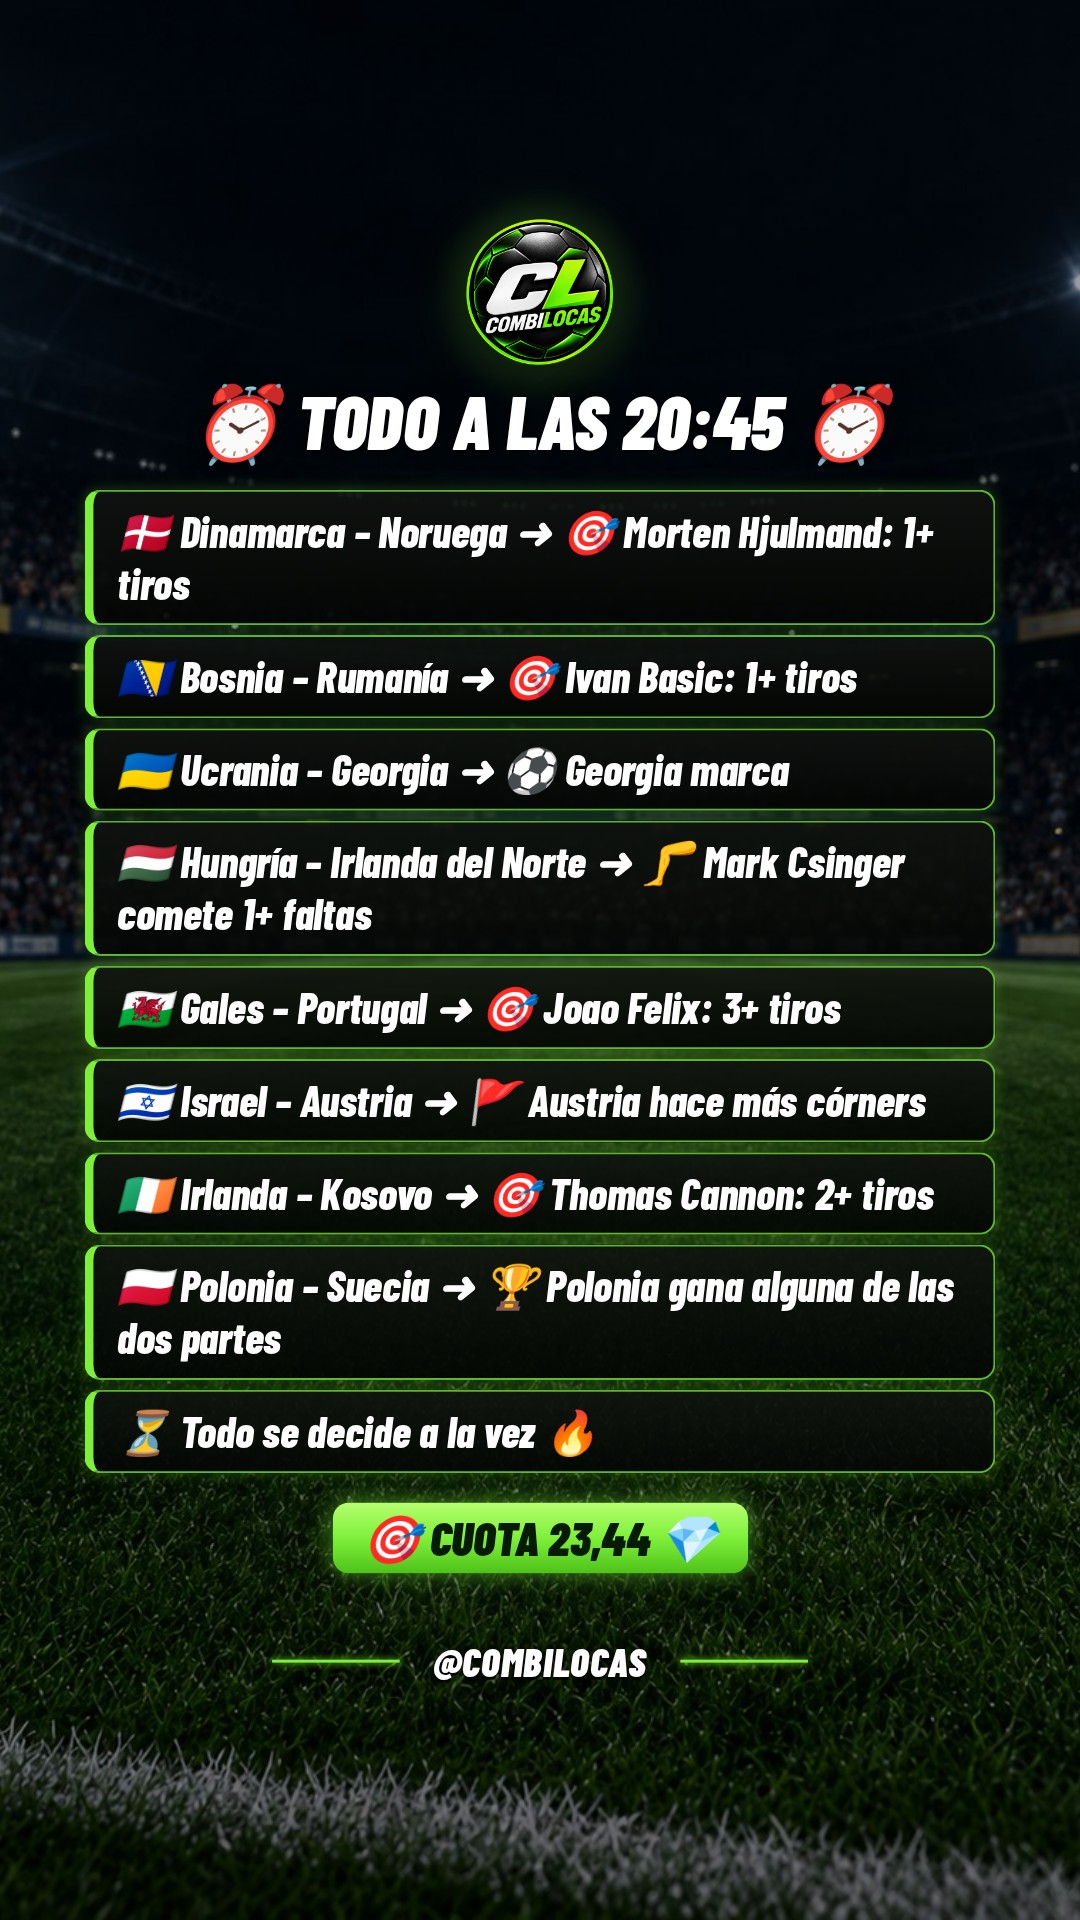 CL
COMBILOCAS
⏰ TODO A LAS 20:45 ⏰
🇩🇰 Dinamarca - Noruega ➜ 🎯 Morten Hjulmand: 1+
tiros
🇧🇦 Bosnia - Rumanía ➜ 🎯 Ivan Basic: 1+ tiros
🇺🇦 Ucrania - Georgia ➜ ⚽ Georgia marca
🇭🇺 Hungría - Irlanda del Norte ➜ 🦵 Mark Csinger
comete 1+ faltas
🏴󠁧󠁢󠁷󠁬󠁳󠁿 Gales - Portugal ➜ 🎯 Joao Felix: 3+ tiros
🇮🇱 Israel - Austria ➜ 🚩 Austria hace más córners
🇮🇪 Irlanda - Kosovo ➜ 🎯 Thomas Cannon: 2+ tiros
🇵🇱 Polonia - Suecia ➜ 🏆 Polonia gana alguna de las
dos partes
⏳ Todo se decide a la vez 🔥
🎯 CUOTA 23,44 💎
@COMBILOCAS